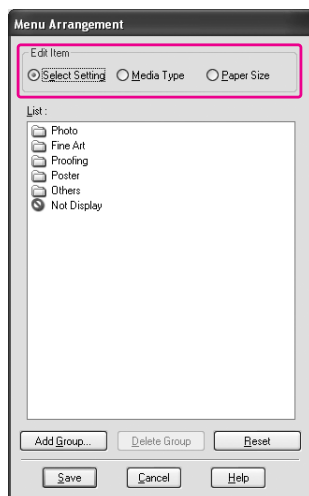 Menu Arrangement
Edit Item
Select Setting Media Type Paper Size
List :
Photo
Fine Art
Proofing
Poster
Others
Not Display
Add Group... Delete Group Reset
Save Cancel Help